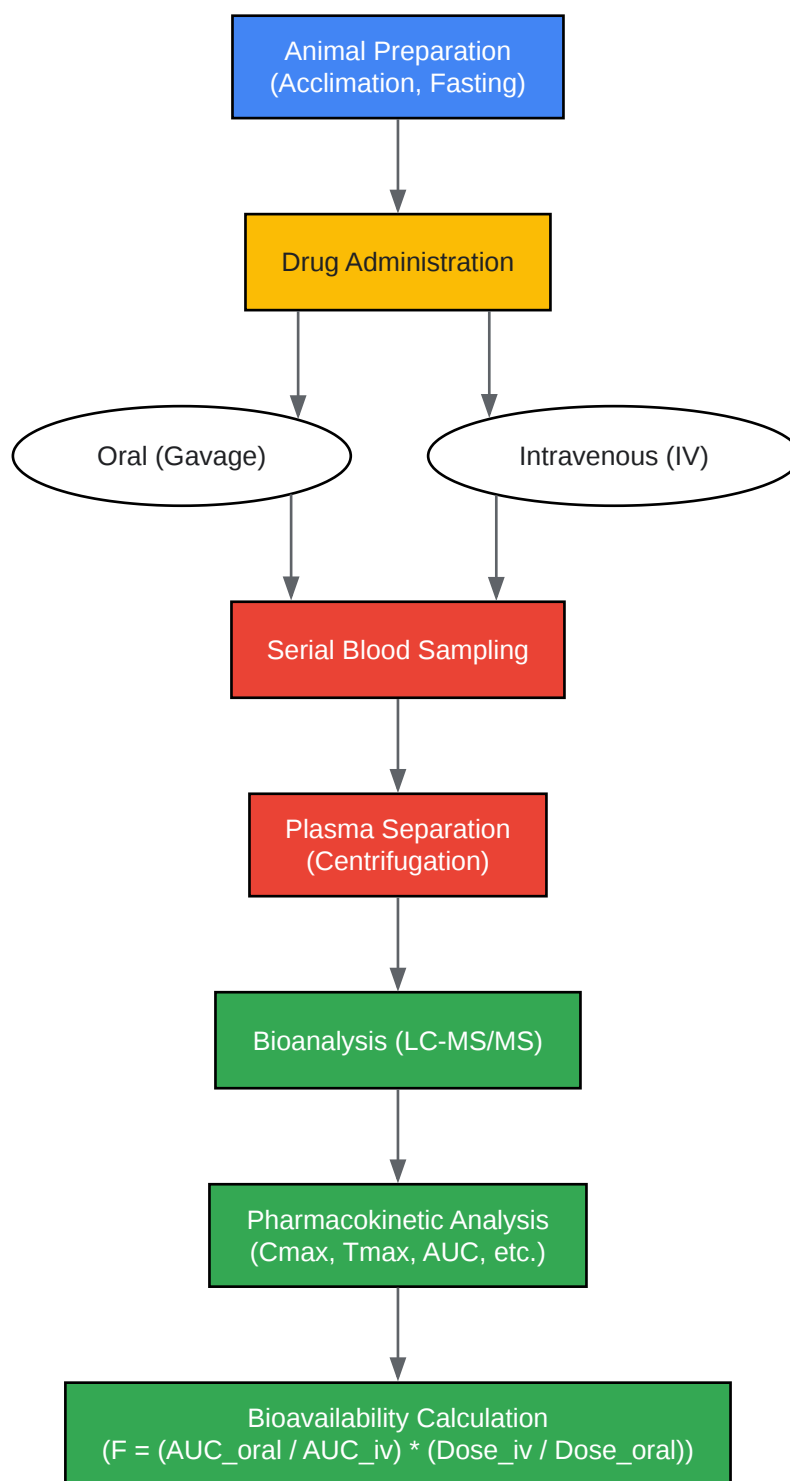 Animal Preparation
(Acclimation, Fasting)
Drug Administration
Oral (Gavage)
Intravenous (IV)
Serial Blood Sampling
Plasma Separation
(Centrifugation)
Bioanalysis (LC-MS/MS)
Pharmacokinetic Analysis
(Cmax, Tmax, AUC, etc.)
Bioavailability Calculation
(F = (AUC_oral / AUC_iv) * (Dose_iv / Dose_oral))